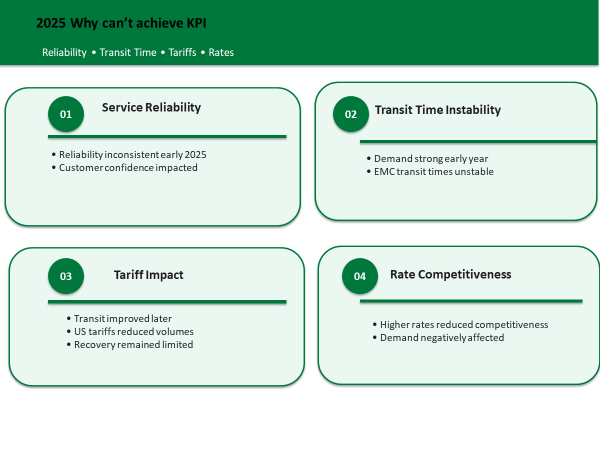 2025 Why can't achieve KPI
Reliability • Transit Time • Tariffs • Rates
01
Service Reliability
• Reliability inconsistent early 2025
• Customer confidence impacted
02
Transit Time Instability
• Demand strong early year
• EMC transit times unstable
03
Tariff Impact
• Transit improved later
• US tariffs reduced volumes
• Recovery remained limited
04
Rate Competitiveness
• Higher rates reduced competitiveness
• Demand negatively affected